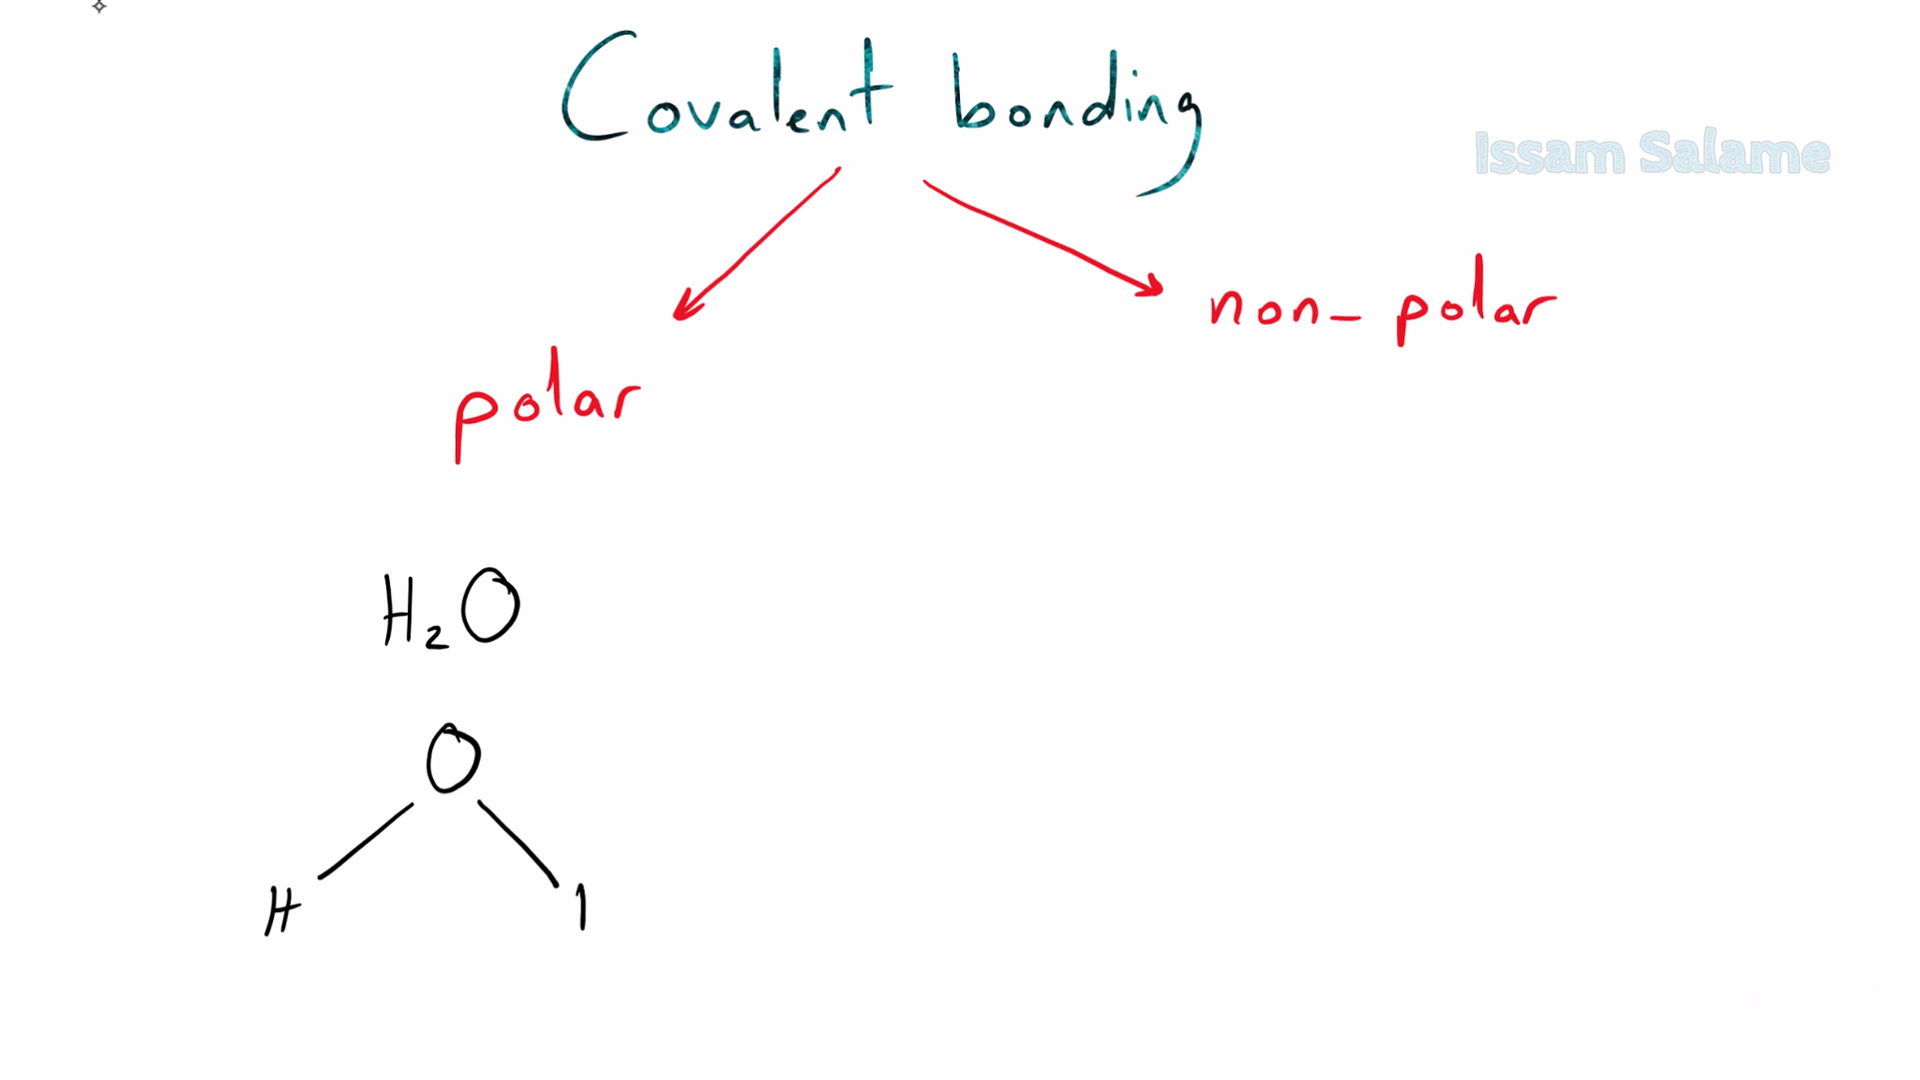 Covalent bonding
Issam Salame
non-polar
polar
H₂O
O
H